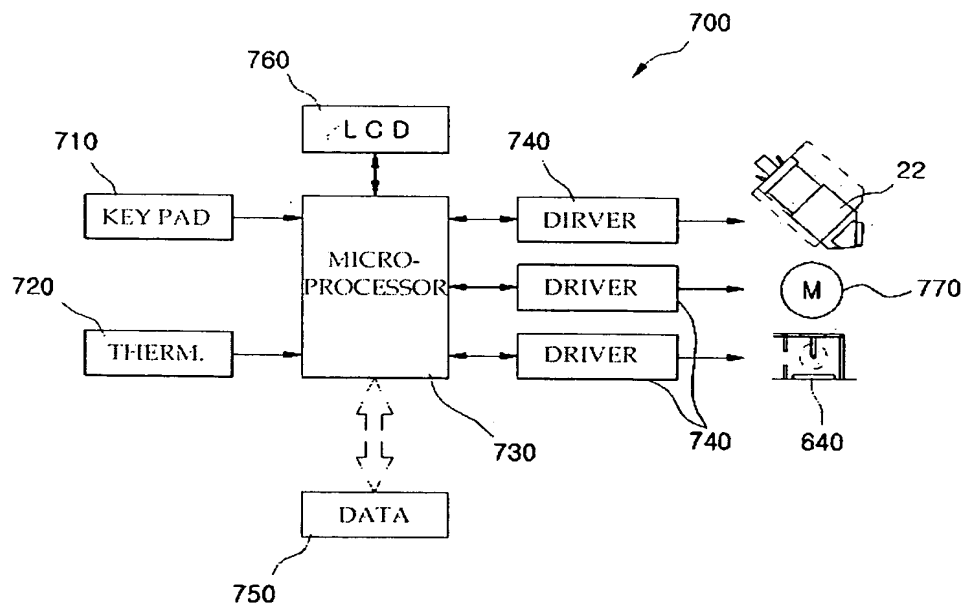 700
760
LCD
710
KEY PAD
740
DIRVER
22
MICRO-
PROCESSOR
DRIVER
M
770
720
THERM.
DRIVER
730
740
640
DATA
750